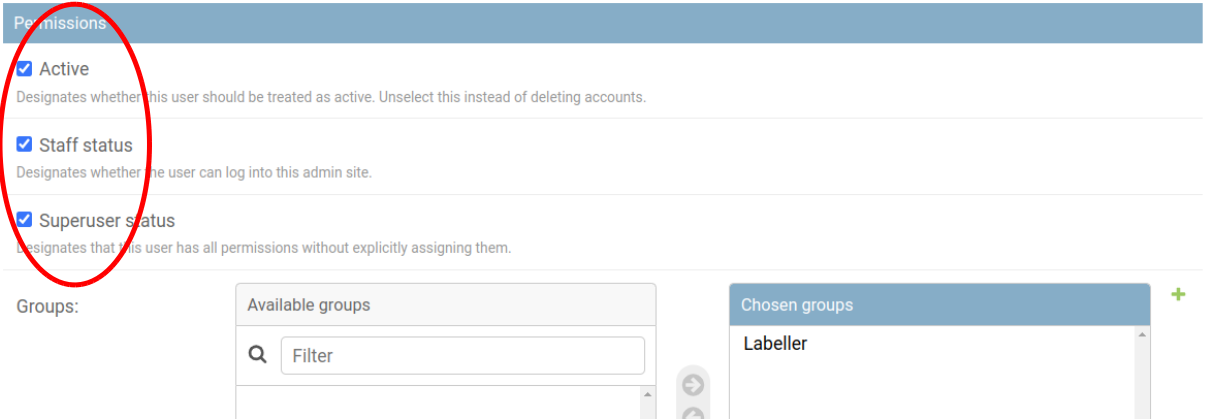 Permissions
Active
Designates whether this user should be treated as active. Unselect this instead of deleting accounts.
Staff status
Designates whether the user can log into this admin site.
Superuser status
Designates that this user has all permissions without explicitly assigning them.
Groups:
Available groups
Filter
Chosen groups
Labeller